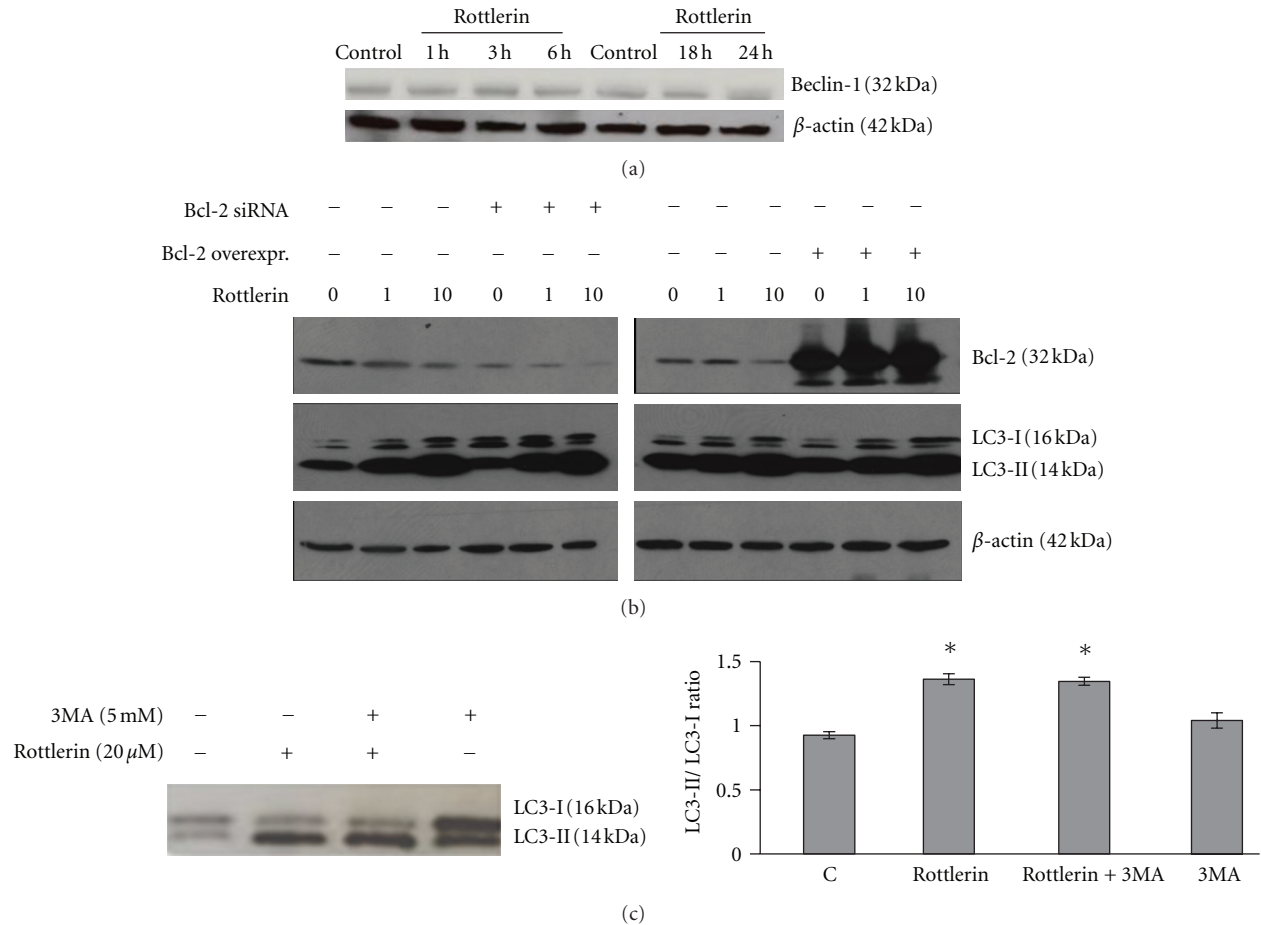 Rottlerin Rottlerin
Control 1 h 3 h 6 h Control 18 h 24 h
Beclin-1 (32 kDa)
β-actin (42 kDa)
(a)
Bcl-2 siRNA − − − + + + − − − − − −
Bcl-2 overexpr. − − − − − − − − − + + +
Rottlerin 0 1 10 0 1 10 0 1 10 0 1 10
Bcl-2 (32 kDa)
LC3-I (16 kDa)
LC3-II (14 kDa)
β-actin (42 kDa)
(b)
3MA (5 mM) − − + +
Rottlerin (20 μM) − + + −
LC3-I (16 kDa)
LC3-II (14 kDa)
LC3-II/ LC3-I ratio
1.5
1
0.5
0
* *
C Rottlerin Rottlerin + 3MA 3MA
(c)